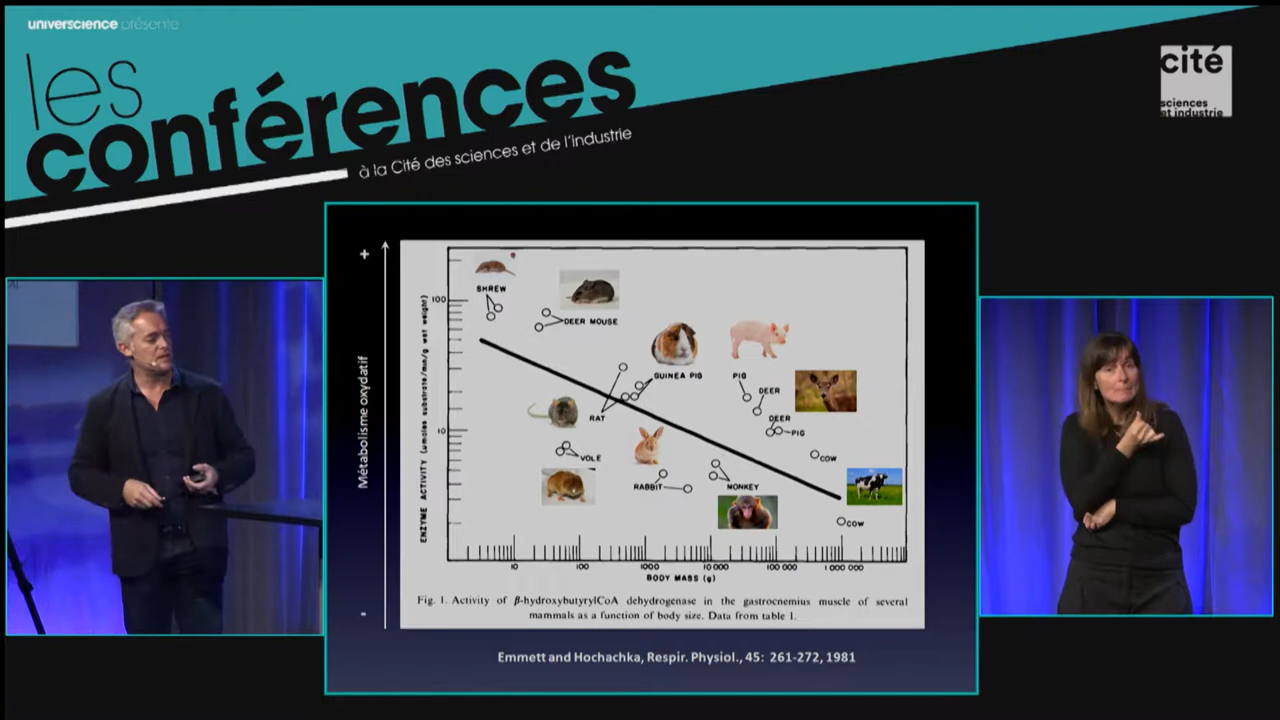 universcience présente
les
conférences
à la Cité des sciences et de l'industrie
cité
sciences
et industrie
+
Métabolisme oxydatif
-
ENZYME ACTIVITY (μmoles substrate/min/g wet weight)
100
10
SHREW
DEER MOUSE
GUINEA PIG
PIG
DEER
RAT
DEER
PIG
VOLE
COW
RABBIT
MONKEY
COW
10
100
1000
10 000
100 000
1 000 000
BODY MASS (g)
Fig. 1. Activity of β-hydroxybutyrylCoA dehydrogenase in the gastrocnemius muscle of several
mammals as a function of body size. Data from table 1.
Emmett and Hochachka, Respir. Physiol., 45: 261-272, 1981